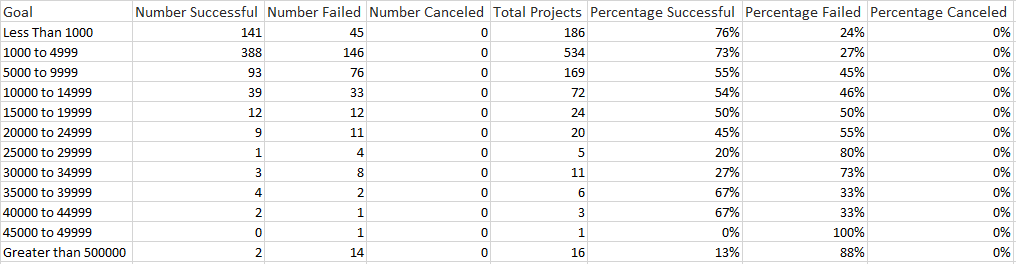 Goal Number Successful Number Failed Number Canceled Total Projects Percentage Successful Percentage Failed Percentage Canceled
Less Than 1000 141 45 0 186 76% 24% 0%
1000 to 4999 388 146 0 534 73% 27% 0%
5000 to 9999 93 76 0 169 55% 45% 0%
10000 to 14999 39 33 0 72 54% 46% 0%
15000 to 19999 12 12 0 24 50% 50% 0%
20000 to 24999 9 11 0 20 45% 55% 0%
25000 to 29999 1 4 0 5 20% 80% 0%
30000 to 34999 3 8 0 11 27% 73% 0%
35000 to 39999 4 2 0 6 67% 33% 0%
40000 to 44999 2 1 0 3 67% 33% 0%
45000 to 49999 0 1 0 1 0% 100% 0%
Greater than 500000 2 14 0 16 13% 88% 0%